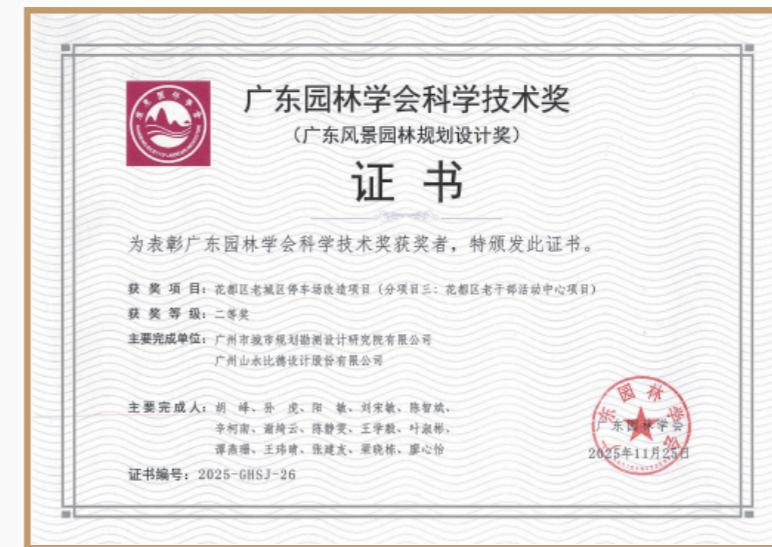 广东园林学会科学技术奖
（广东风景园林规划设计奖）
证书
为表彰广东园林学会科学技术奖获奖者，特颁发此证书。
获奖项目：花都区老城区停车场改造项目（分项目三：花都区老干部活动中心项目）
获奖等级：二等奖
主要完成单位：广州市城市规划勘测设计研究院有限公司
广州山水比德设计股份有限公司
主要完成人：胡峰、孙虎、阳敏、刘宋敏、陈智斌、
李柯南、谢绮云、陈静雯、王学毅、叶淑彬、
谭燕珊、王玮琦、张建友、梁晓栋、廖心怡
广东园林学会
2025年11月25日
证书编号：2025-GHSJ-26